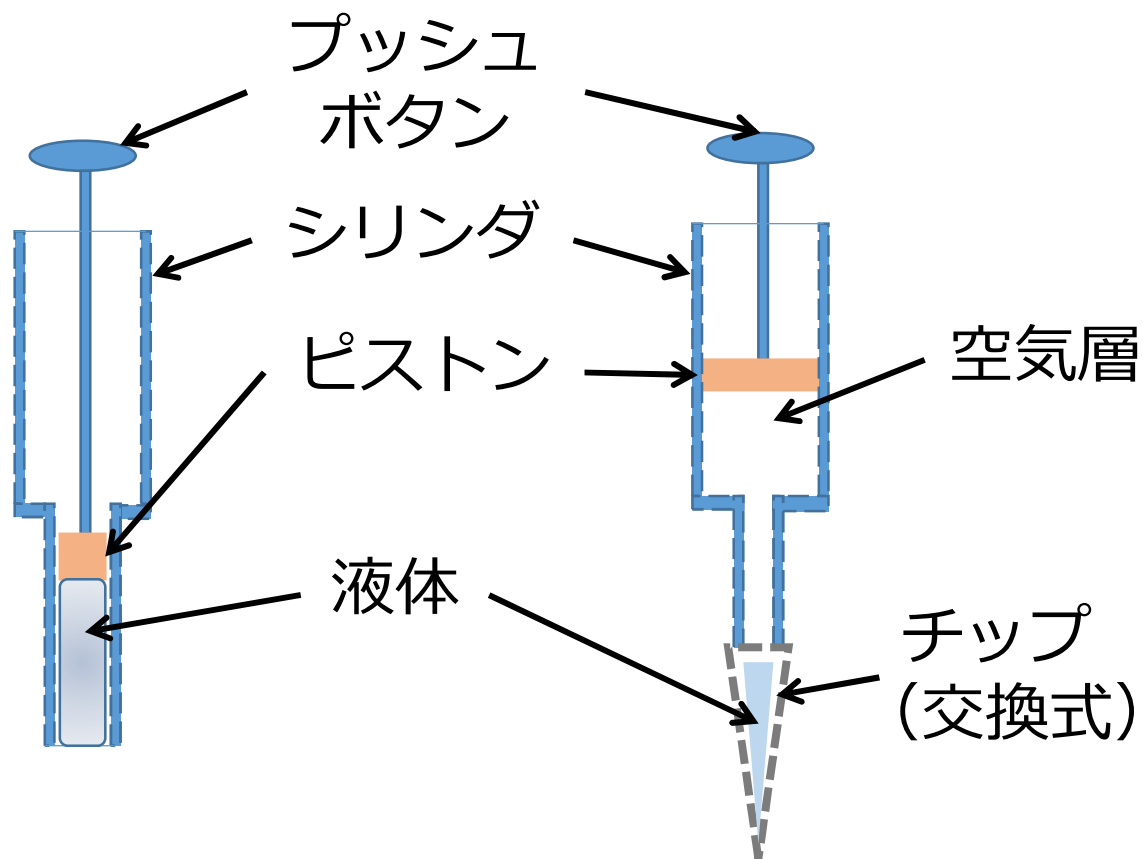 プッシュ
ボタン
シリンダ
ピストン
空気層
液体
チップ
（交換式）